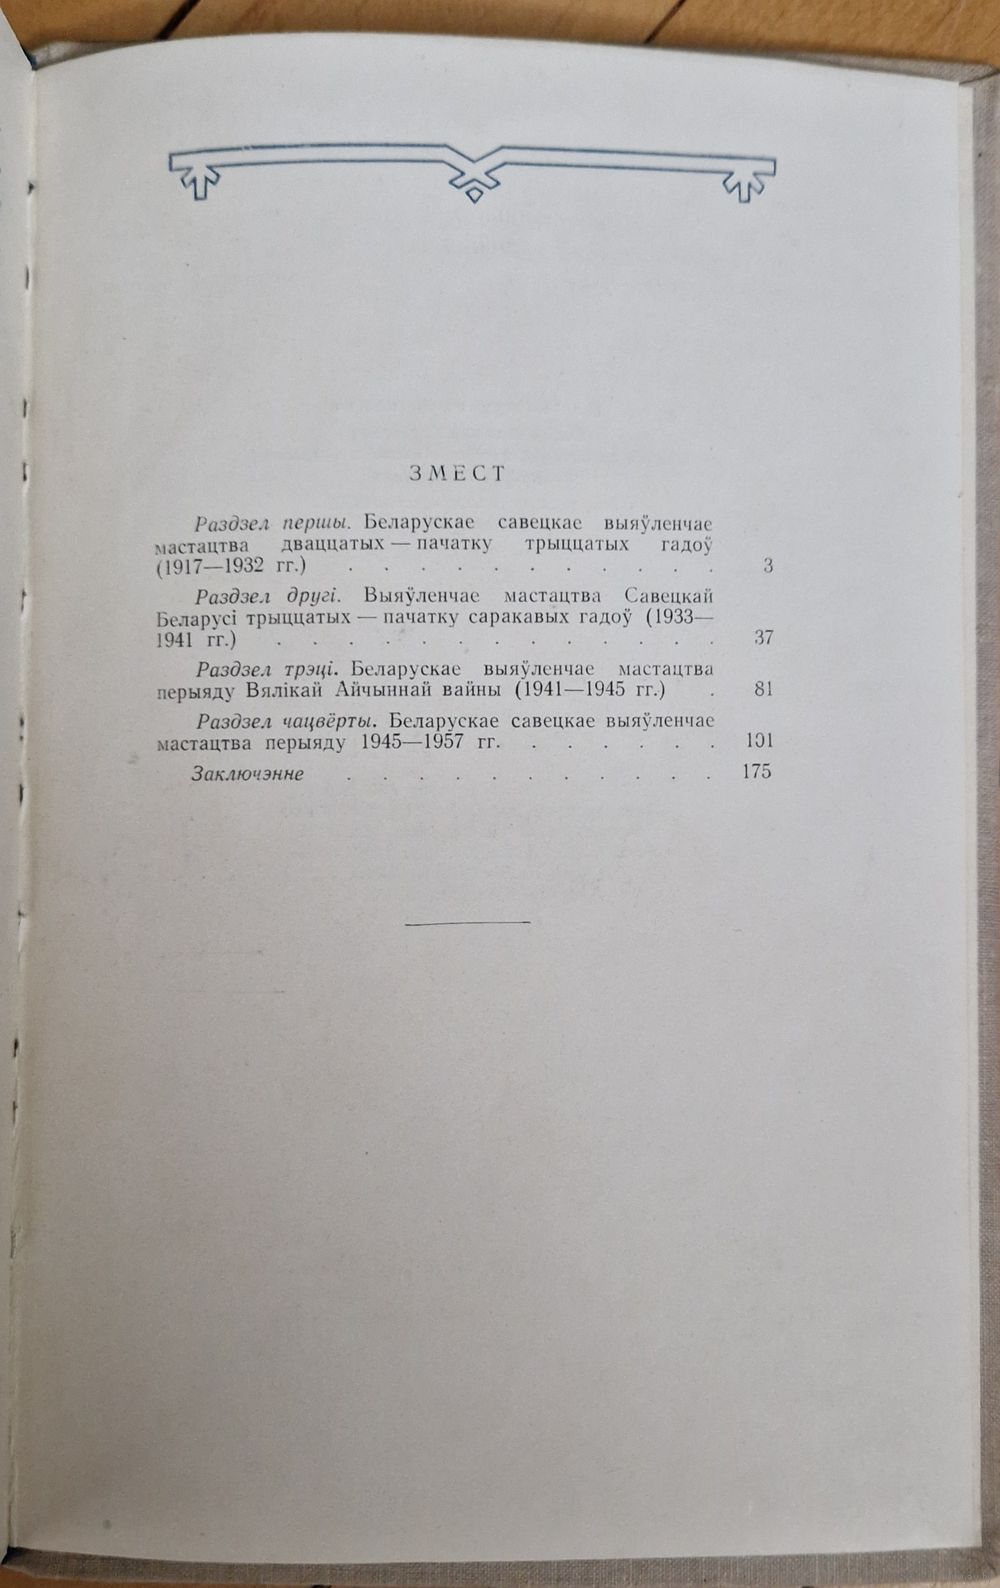 ЗМЕСТ
Раздзел першы. Беларускае савецкае выяўленчае
мастацтва дваццатых — пачатку трыццатых гадоў
(1917—1932 гг.) . . . . . . . . . . . 3
Раздзел другі. Выяўленчае мастацтва Савецкай
Беларусі трыццатых — пачатку саракавых гадоў (1933—
1941 гг.) . . . . . . . . . . . . . 37
Раздзел трэці. Беларускае выяўленчае мастацтва
перыяду Вялікай Айчыннай вайны (1941—1945 гг.) . 81
Раздзел чацвёрты. Беларускае савецкае выяўленчае
мастацтва перыяду 1945—1957 гг. . . . . . . 101
Заключэнне . . . . . . . . . . . 175